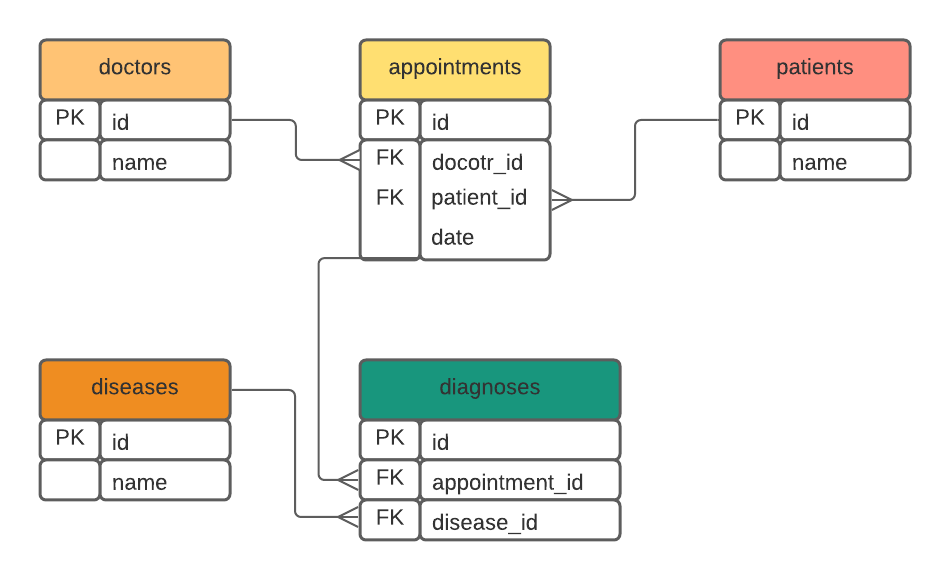 doctors
PK id
name
appointments
PK id
FK docotr_id
FK patient_id
date
patients
PK id
name
diseases
PK id
name
diagnoses
PK id
FK appointment_id
FK disease_id